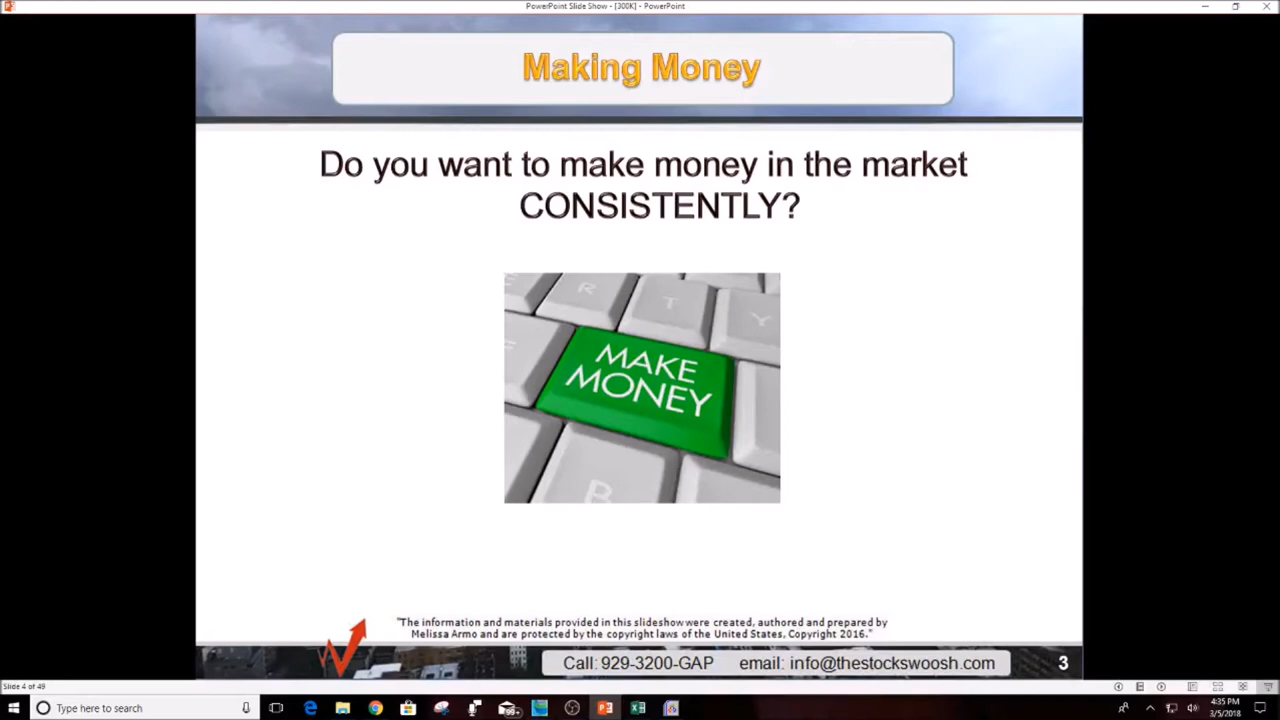 PowerPoint Slide Show - [300K] - PowerPoint
Making Money
Do you want to make money in the market
CONSISTENTLY?
R T Y
MAKE
MONEY
B
"The information and materials provided in this slideshow were created, authored and prepared by
Melissa Armo and are protected by the copyright laws of the United States, Copyright 2016."
Call: 929-3200-GAP email: info@thestockswoosh.com 3
Slide 4 of 49
Type here to search
99+
4:35 PM
3/5/2018